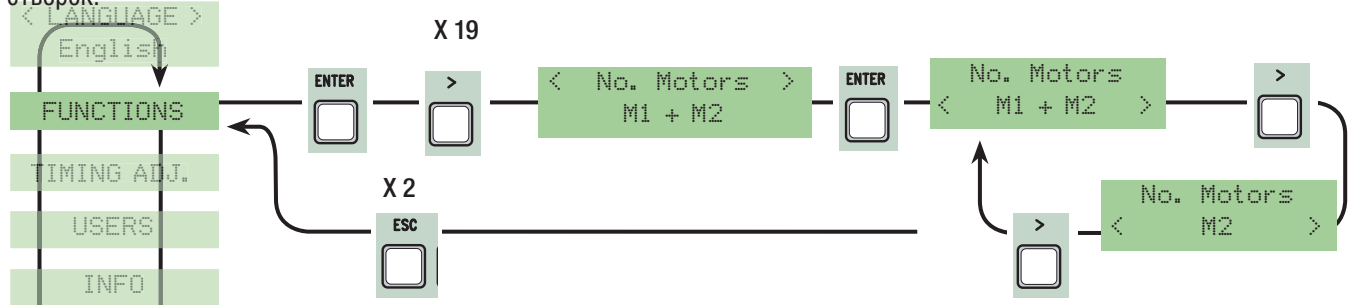 створок.
< LANGUAGE >
English
FUNCTIONS
TIMING ADJ.
USERS
INFO
ENTER
X 19
>
< No. Motors >
M1 + M2
ENTER
No. Motors
< M1 + M2 >
>
No. Motors
< M2 >
>
X 2
ESC